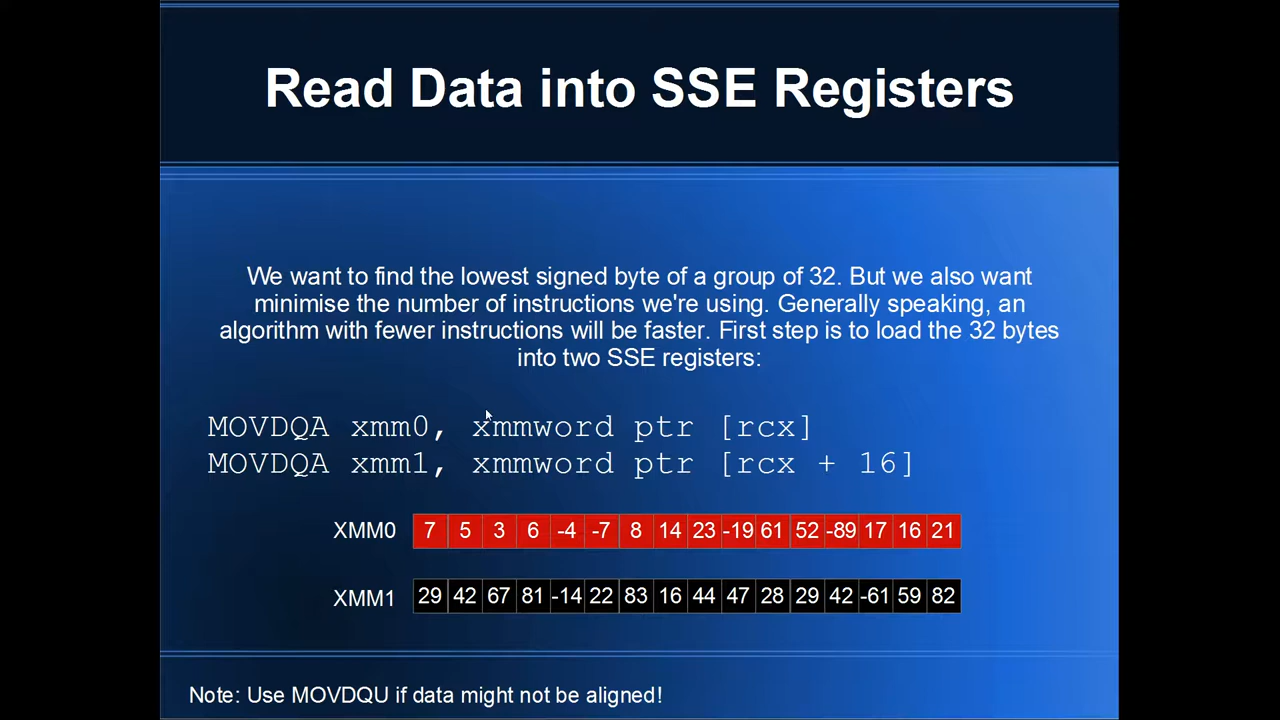 Read Data into SSE Registers
We want to find the lowest signed byte of a group of 32. But we also want
minimise the number of instructions we're using. Generally speaking, an
algorithm with fewer instructions will be faster. First step is to load the 32 bytes
into two SSE registers:
MOVDQA xmm0, xmmword ptr [rcx]
MOVDQA xmm1, xmmword ptr [rcx + 16]
XMM0 7 5 3 6 -4 -7 8 14 23 -19 61 52 -89 17 16 21
XMM1 29 42 67 81 -14 22 83 16 44 47 28 29 42 -61 59 82
Note: Use MOVDQU if data might not be aligned!